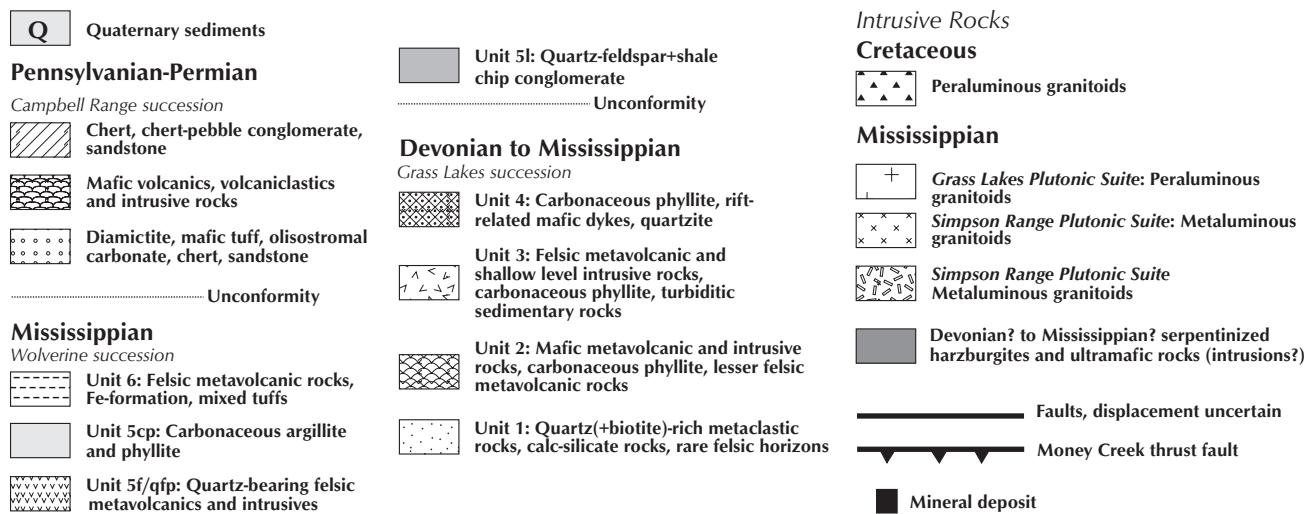 Q Quaternary sediments
Pennsylvanian-Permian
Campbell Range succession
Chert, chert-pebble conglomerate,
sandstone
Mafic volcanics, volcaniclastics
and intrusive rocks
Diamictite, mafic tuff, olisostromal
carbonate, chert, sandstone
Unconformity
Mississippian
Wolverine succession
Unit 6: Felsic metavolcanic rocks,
Fe-formation, mixed tuffs
Unit 5cp: Carbonaceous argillite
and phyllite
Unit 5f/qfp: Quartz-bearing felsic
metavolcanics and intrusives
Unit 5l: Quartz-feldspar+shale
chip conglomerate
Unconformity
Devonian to Mississippian
Grass Lakes succession
Unit 4: Carbonaceous phyllite, rift-
related mafic dykes, quartzite
Unit 3: Felsic metavolcanic and
shallow level intrusive rocks,
carbonaceous phyllite, turbiditic
sedimentary rocks
Unit 2: Mafic metavolcanic and intrusive
rocks, carbonaceous phyllite, lesser felsic
metavolcanic rocks
Unit 1: Quartz(+biotite)-rich metaclastic
rocks, calc-silicate rocks, rare felsic horizons
Intrusive Rocks
Cretaceous
Peraluminous granitoids
Mississippian
Grass Lakes Plutonic Suite: Peraluminous
granitoids
Simpson Range Plutonic Suite: Metaluminous
granitoids
Simpson Range Plutonic Suite
Metaluminous granitoids
Devonian? to Mississippian? serpentinized
harzburgites and ultramafic rocks (intrusions?)
Faults, displacement uncertain
Money Creek thrust fault
Mineral deposit